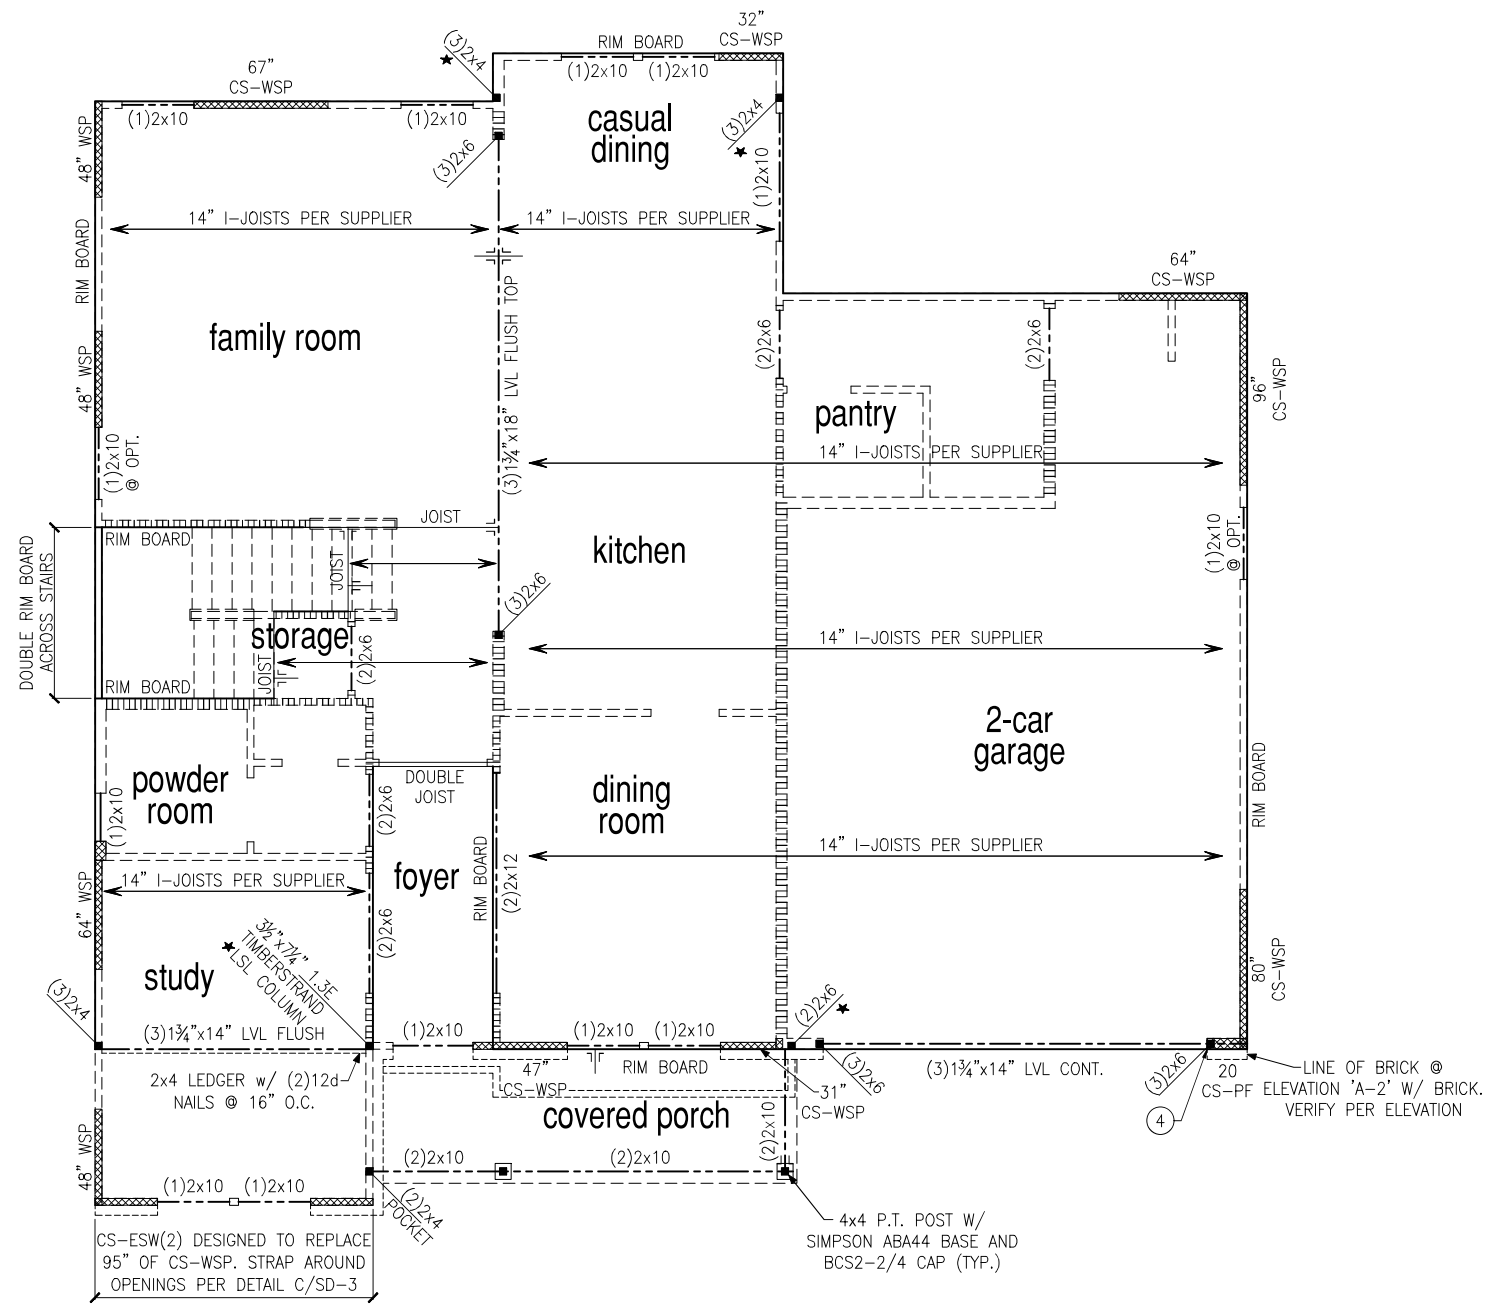 32"
CS-WSP
RIM BOARD
(3)2x4
67"
CS-WSP
(1)2x10
(1)2x10
(1)2x10
(1)2x10
casual
dining
(3)2x4
(3)2x6
48" WSP
(1)2x10
14" I-JOISTS PER SUPPLIER
14" I-JOISTS PER SUPPLIER
RIM BOARD
64"
CS-WSP
family room
(3)1¾"x18" LVL FLUSH TOP
(2)2x6
(2)2x6
48" WSP
96"
CS-WSP
pantry
14" I-JOISTS PER SUPPLIER
(1)2x10
@ OPT.
JOIST
RIM BOARD
(1)2x10
@ OPT.
kitchen
JOIST
DOUBLE RIM BOARD
ACROSS STAIRS
(3)2x6
storage
14" I-JOISTS PER SUPPLIER
(2)2x6
JOIST
RIM BOARD
2-car
garage
powder
room
DOUBLE
JOIST
dining
room
(1)2x10
(2)2x6
RIM BOARD
14" I-JOISTS PER SUPPLIER
foyer
RIM BOARD
(2)2x12
14" I-JOISTS PER SUPPLIER
64" WSP
(2)2x6
3½"x7¼" 1.3E
TIMBERSTRAND
LSL COLUMN
study
80"
CS-WSP
(3)2x4
(2)2x6
(3)1¾"x14" LVL FLUSH
(1)2x10
(1)2x10
(1)2x10
47"
CS-WSP
RIM BOARD
(3)2x6
(3)1¾"x14" LVL CONT.
(3)2x6
20
CS-PF
LINE OF BRICK @
ELEVATION 'A-2' W/ BRICK.
VERIFY PER ELEVATION
2x4 LEDGER w/ (2)12d
NAILS @ 16" O.C.
31"
CS-WSP
4
covered porch
(2)2x10
48" WSP
(1)2x10
(1)2x10
(2)2x10
(2)2x10
(2)2x4
POCKET
4x4 P.T. POST W/
SIMPSON ABA44 BASE AND
BCS2-2/4 CAP (TYP.)
CS-ESW(2) DESIGNED TO REPLACE
95" OF CS-WSP. STRAP AROUND
OPENINGS PER DETAIL C/SD-3